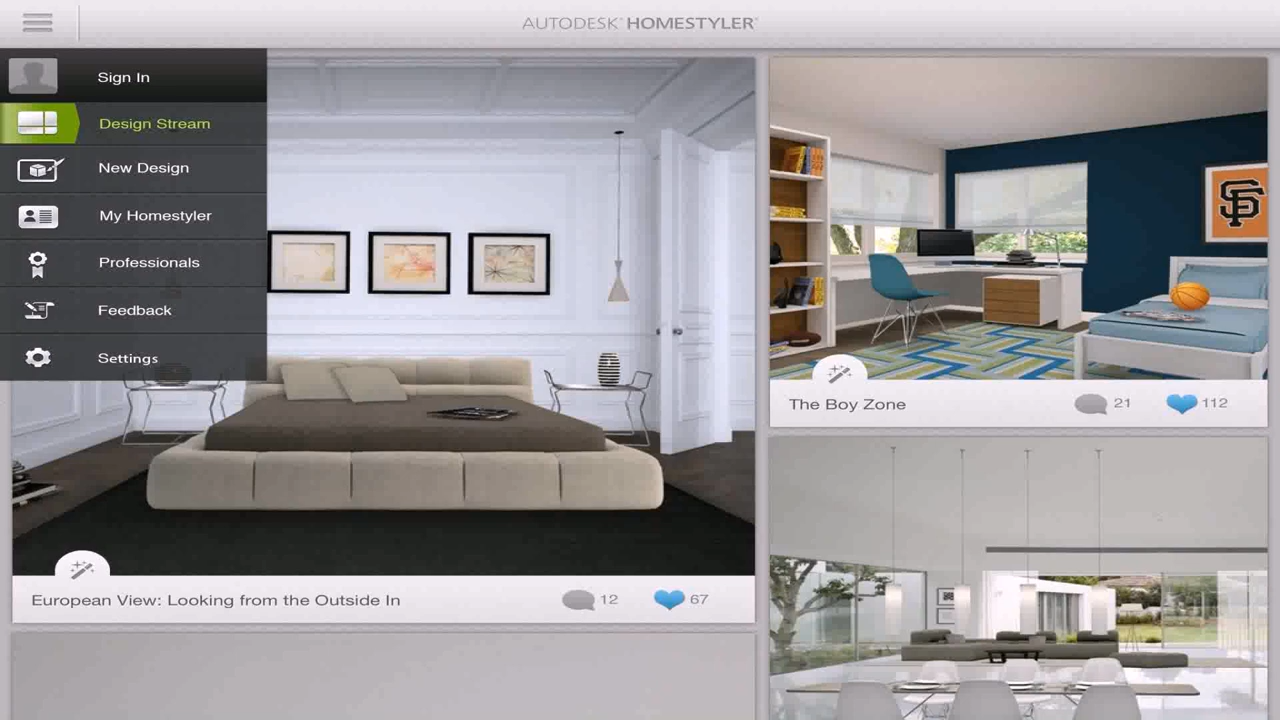 AUTODESK® HOMESTYLER®
Sign In
Design Stream
New Design
My Homestyler
Professionals
Feedback
Settings
SF
The Boy Zone
21
112
European View: Looking from the Outside In
12
67